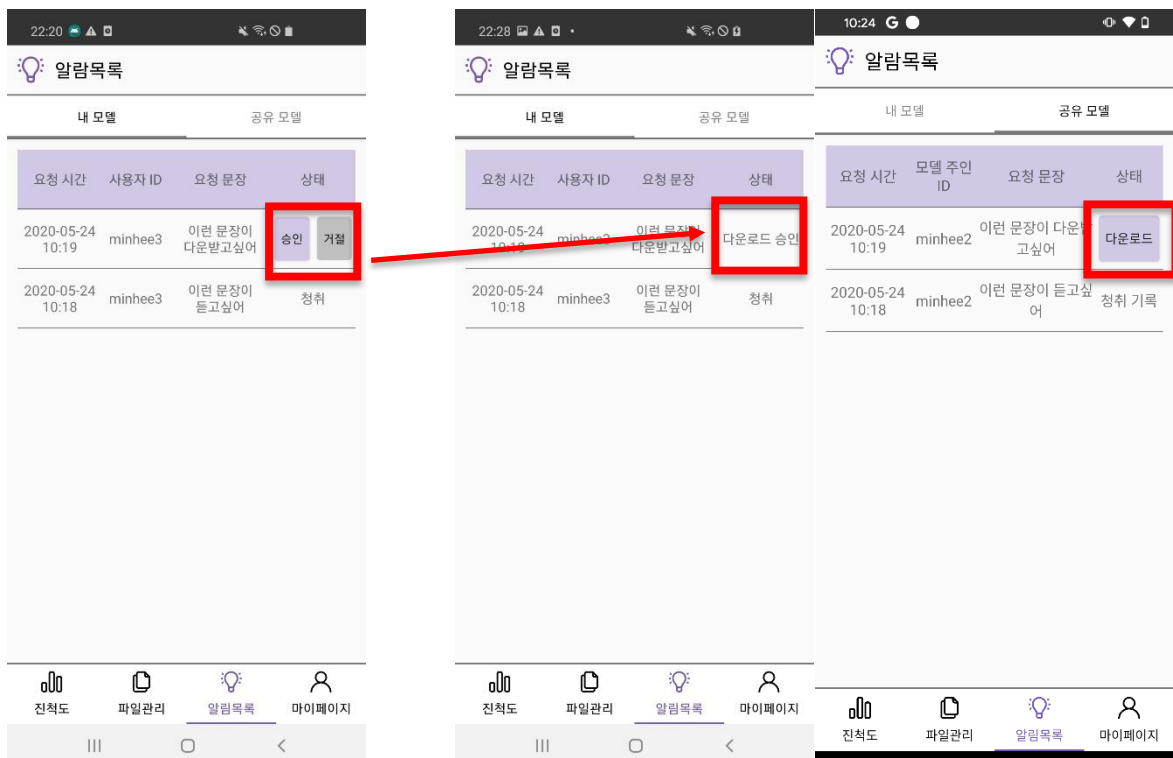 22:20
알람목록
내 모델 공유 모델
요청 시간 사용자 ID 요청 문장 상태
2020-05-24
10:19
minhee3
이런 문장이
다운받고싶어
승인 거절
2020-05-24
10:18
minhee3
이런 문장이
듣고싶어
청취
진척도 파일관리 알림목록 마이페이지
22:28
알람목록
내 모델 공유 모델
요청 시간 사용자 ID 요청 문장 상태
2020-05-24
10:19
minhee3
이런 문장이
다운받고싶어
다운로드 승인
2020-05-24
10:18
minhee3
이런 문장이
듣고싶어
청취
진척도 파일관리 알림목록 마이페이지
10:24 G
알람목록
내 모델 공유 모델
요청 시간
모델 주인
ID
요청 문장 상태
2020-05-24
10:19
minhee2
이런 문장이 다운받
고싶어
다운로드
2020-05-24
10:18
minhee2
이런 문장이 듣고싶
어
청취 기록
진척도 파일관리 알림목록 마이페이지